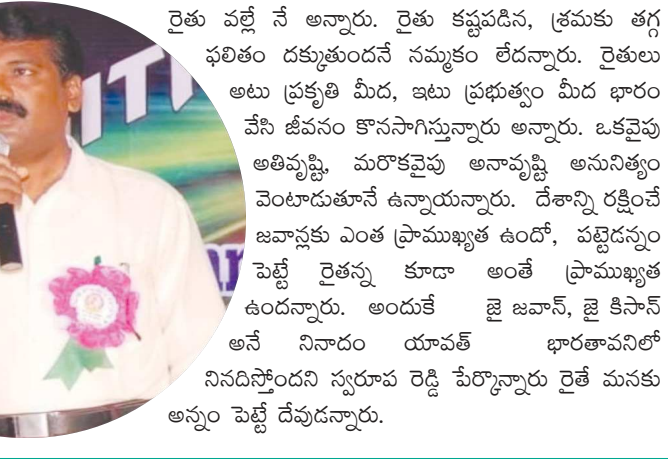 రైతు వల్లే నే అన్నారు. రైతు కష్టపడిన, శ్రమకు తగ్గ
ఫలితం దక్కుతుందనే నమ్మకం లేదన్నారు. రైతులు
అటు ప్రకృతి మీద, ఇటు ప్రభుత్వం మీద భారం
వేసి జీవనం కొనసాగిస్తున్నారు అన్నారు. ఒకవైపు
అతివృష్టి, మరొకవైపు అనావృష్టి అనునిత్యం
వెంటాడుతూనే ఉన్నాయన్నారు. దేశాన్ని రక్షించే
జవాన్లకు ఎంత ప్రాముఖ్యత ఉందో, పట్టెడన్నం
పెట్టే రైతన్న కూడా అంతే ప్రాముఖ్యత
ఉందన్నారు. అందుకే జై జవాన్, జై కిసాన్
అనే నినాదం యావత్ భారతావనిలో
నినదిస్తోందని స్వరూప రెడ్డి పేర్కొన్నారు రైతే మనకు
అన్నం పెట్టే దేవుడన్నారు.